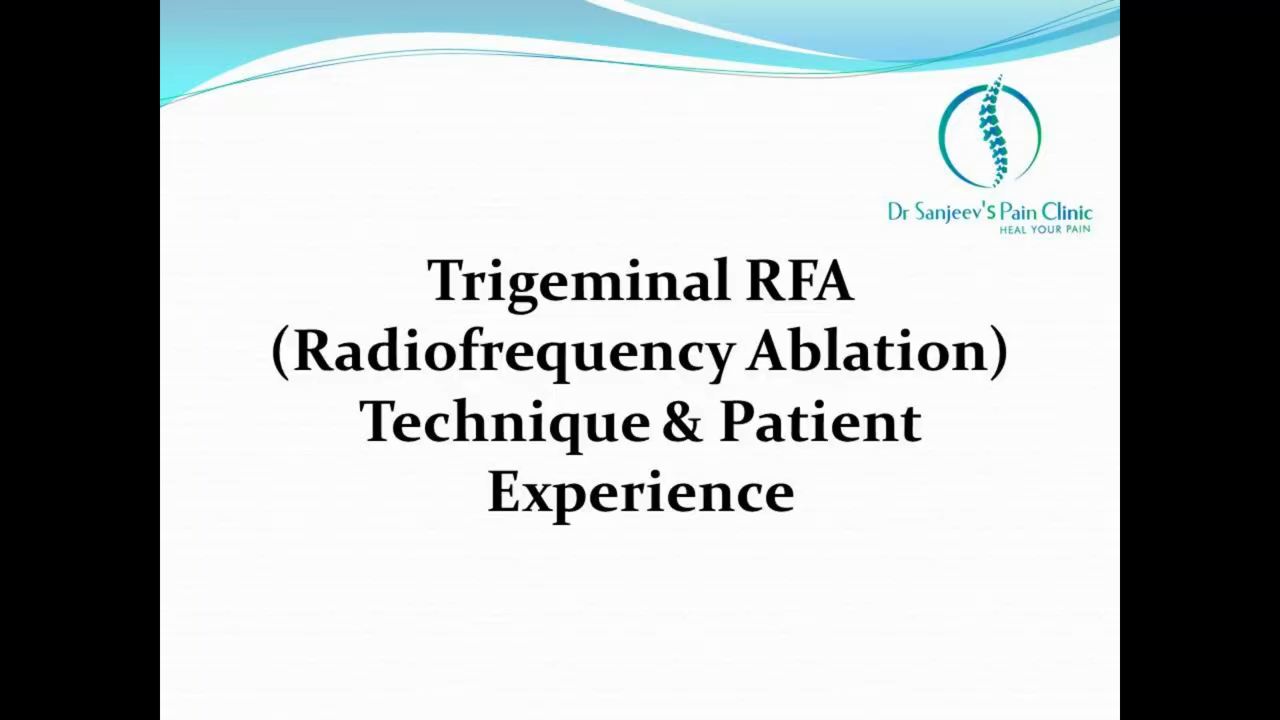 Dr Sanjeev's Pain Clinic
HEAL YOUR PAIN
Trigeminal RFA
(Radiofrequency Ablation)
Technique & Patient
Experience